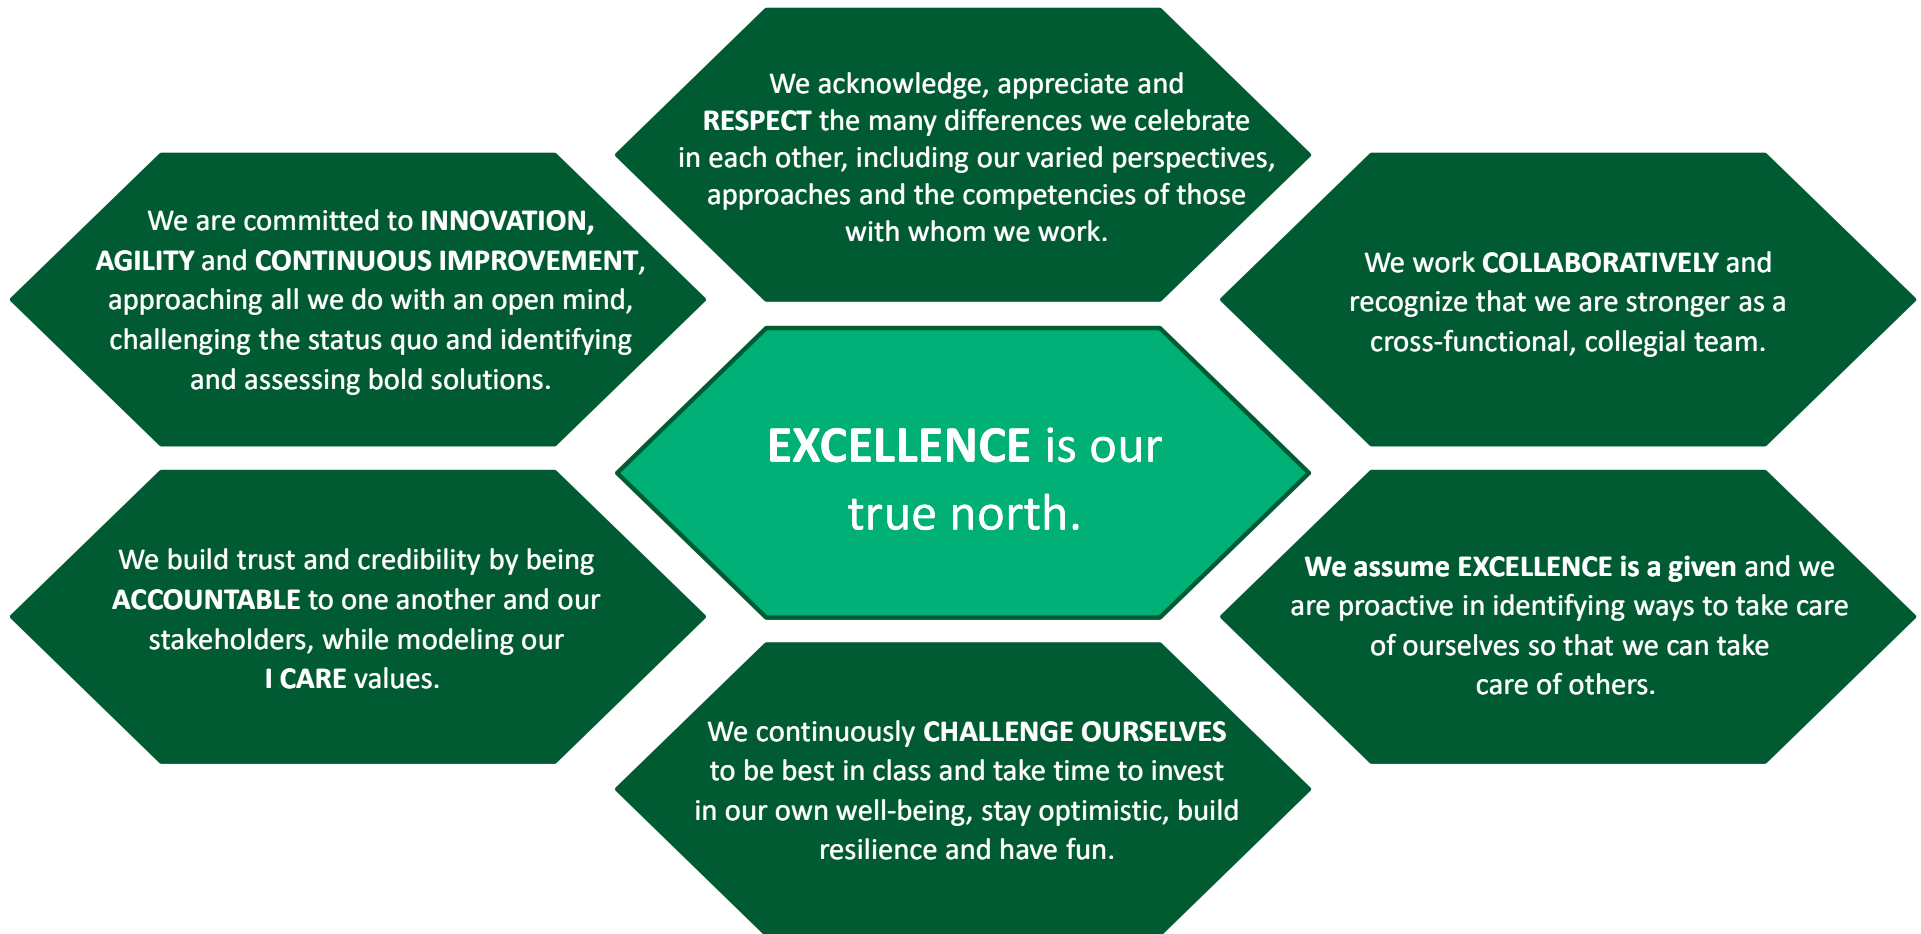 We acknowledge, appreciate and
RESPECT the many differences we celebrate
in each other, including our varied perspectives,
approaches and the competencies of those
with whom we work.
We are committed to INNOVATION,
AGILITY and CONTINUOUS IMPROVEMENT,
approaching all we do with an open mind,
challenging the status quo and identifying
and assessing bold solutions.
We work COLLABORATIVELY and
recognize that we are stronger as a
cross-functional, collegial team.
EXCELLENCE is our
true north.
We build trust and credibility by being
ACCOUNTABLE to one another and our
stakeholders, while modeling our
I CARE values.
We assume EXCELLENCE is a given and we
are proactive in identifying ways to take care
of ourselves so that we can take
care of others.
We continuously CHALLENGE OURSELVES
to be best in class and take time to invest
in our own well-being, stay optimistic, build
resilience and have fun.